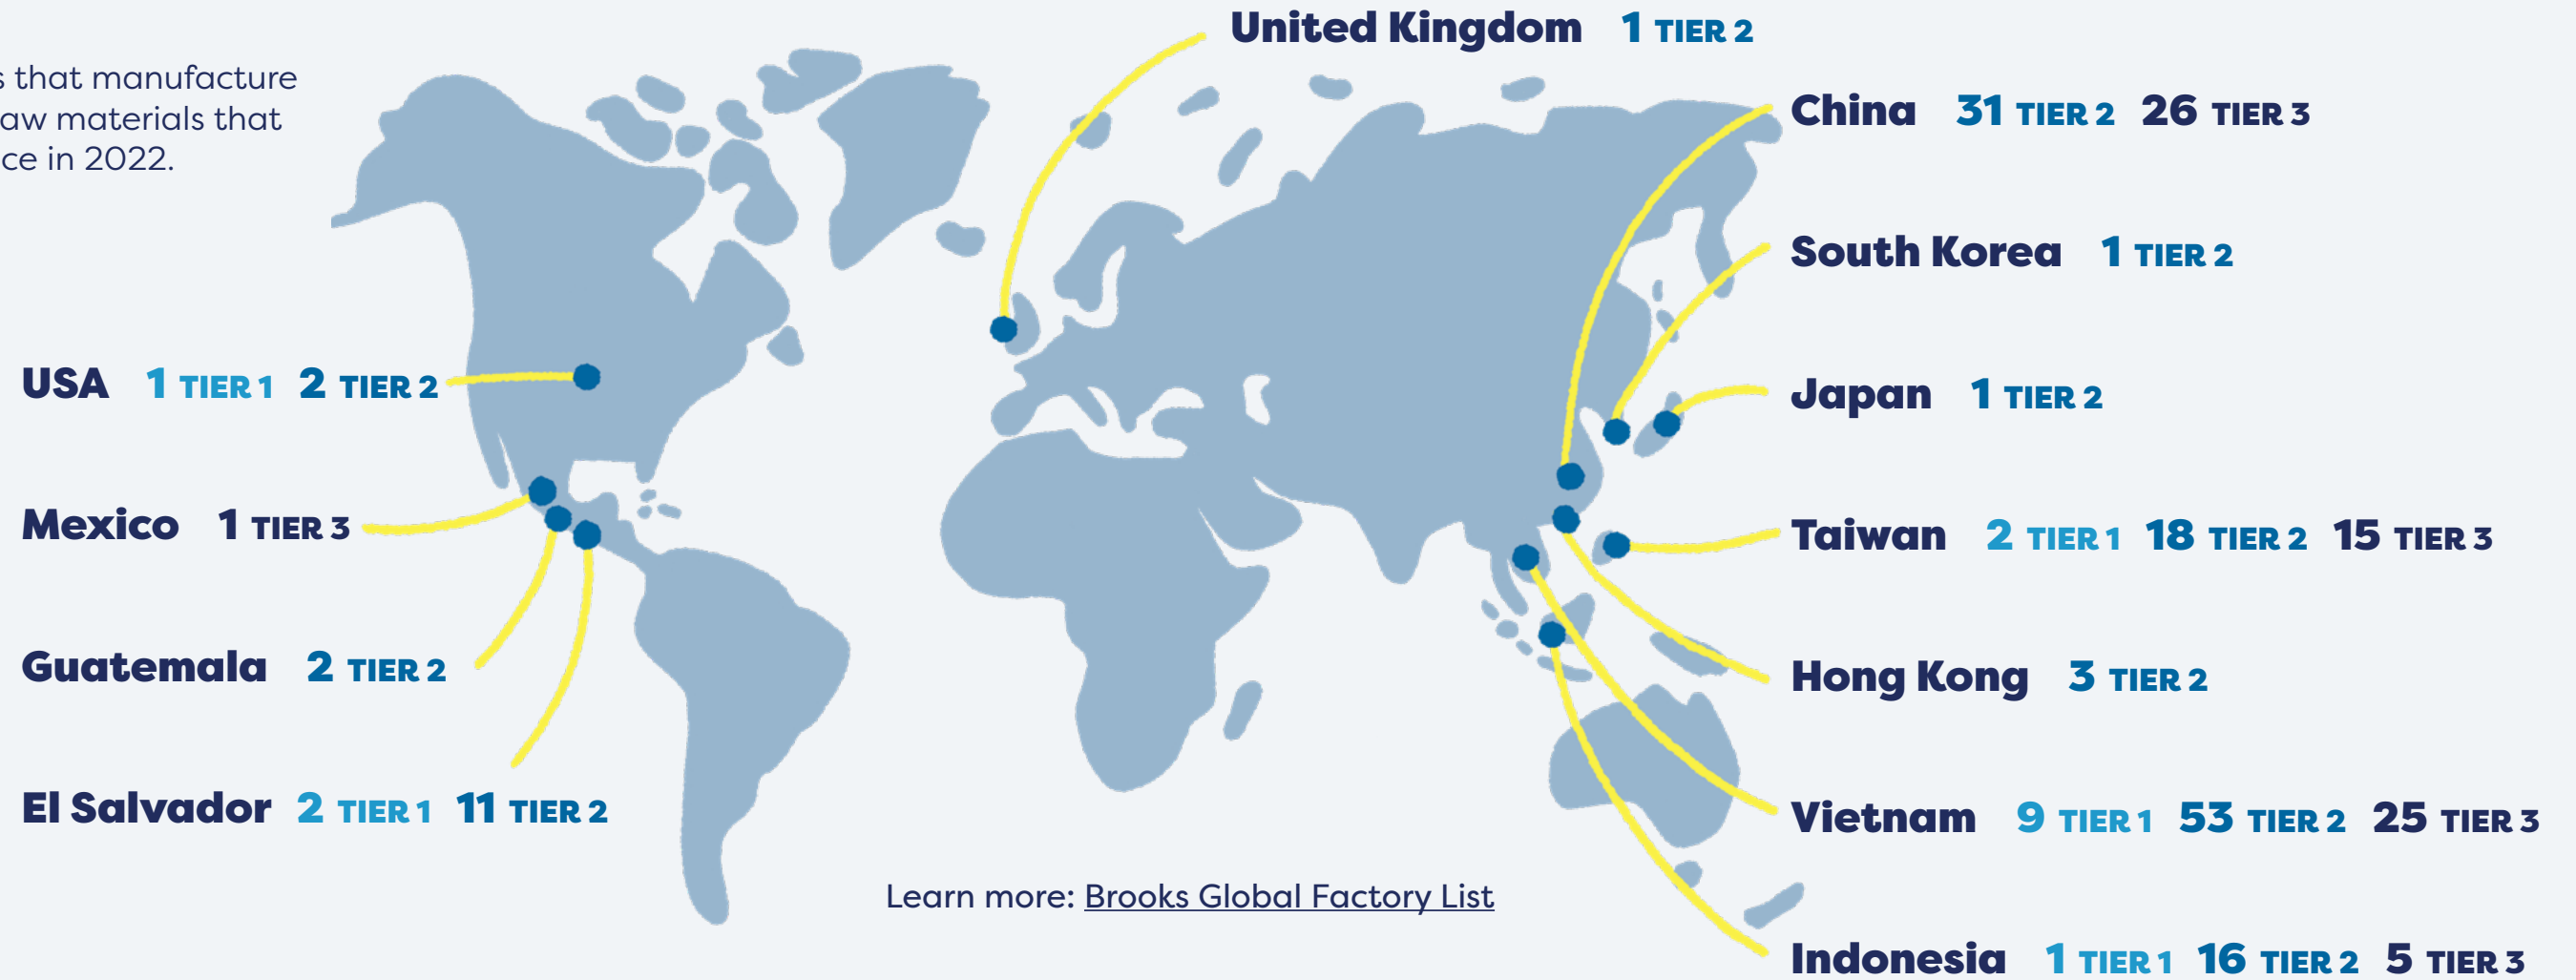 that manufacture
materials that
in 2022.
United Kingdom 1 TIER 2
China 31 TIER 2 26 TIER 3
South Korea 1 TIER 2
USA 1 TIER 1 2 TIER 2
Japan 1 TIER 2
Mexico 1 TIER 3
Taiwan 2 TIER 1 18 TIER 2 15 TIER 3
Guatemala 2 TIER 2
Hong Kong 3 TIER 2
El Salvador 2 TIER 1 11 TIER 2
Vietnam 9 TIER 1 53 TIER 2 25 TIER 3
Learn more: Brooks Global Factory List
Indonesia 1 TIER 1 16 TIER 2 5 TIER 3